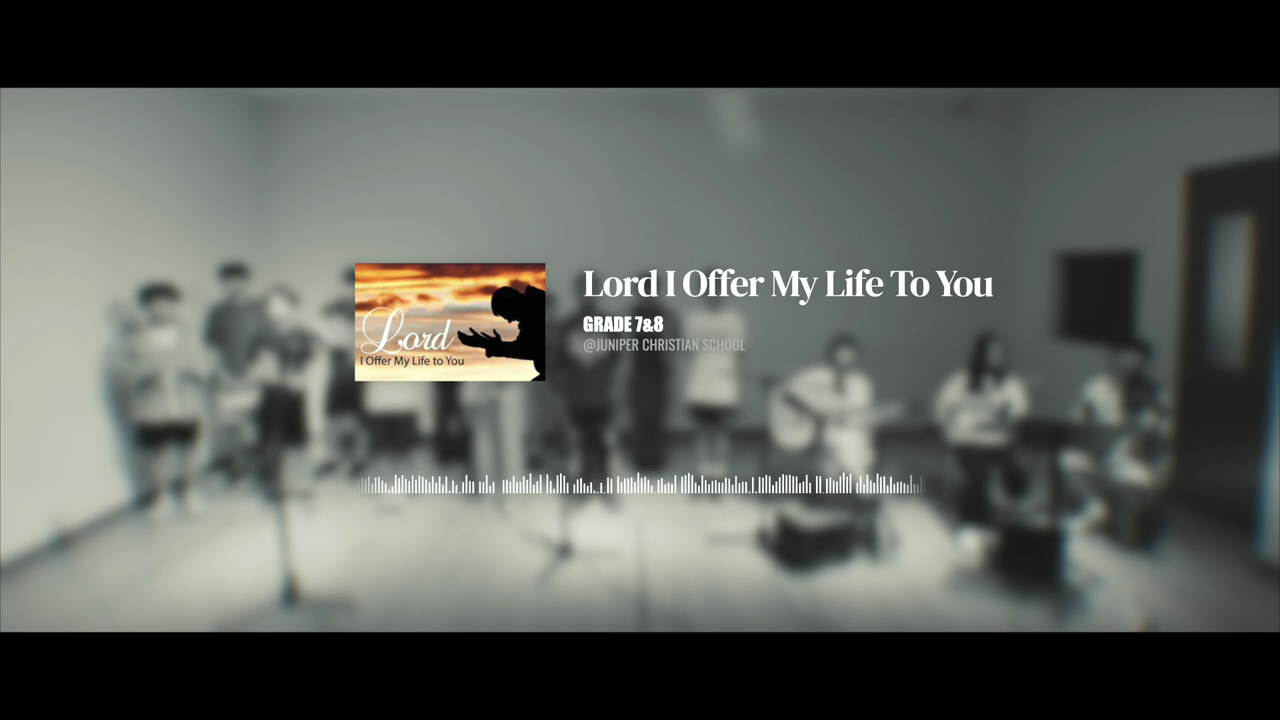 Lord I Offer My Life To You
GRADE 7&8
@JUNIPER CHRISTIAN SCHOOL
Lord
I Offer My Life to You